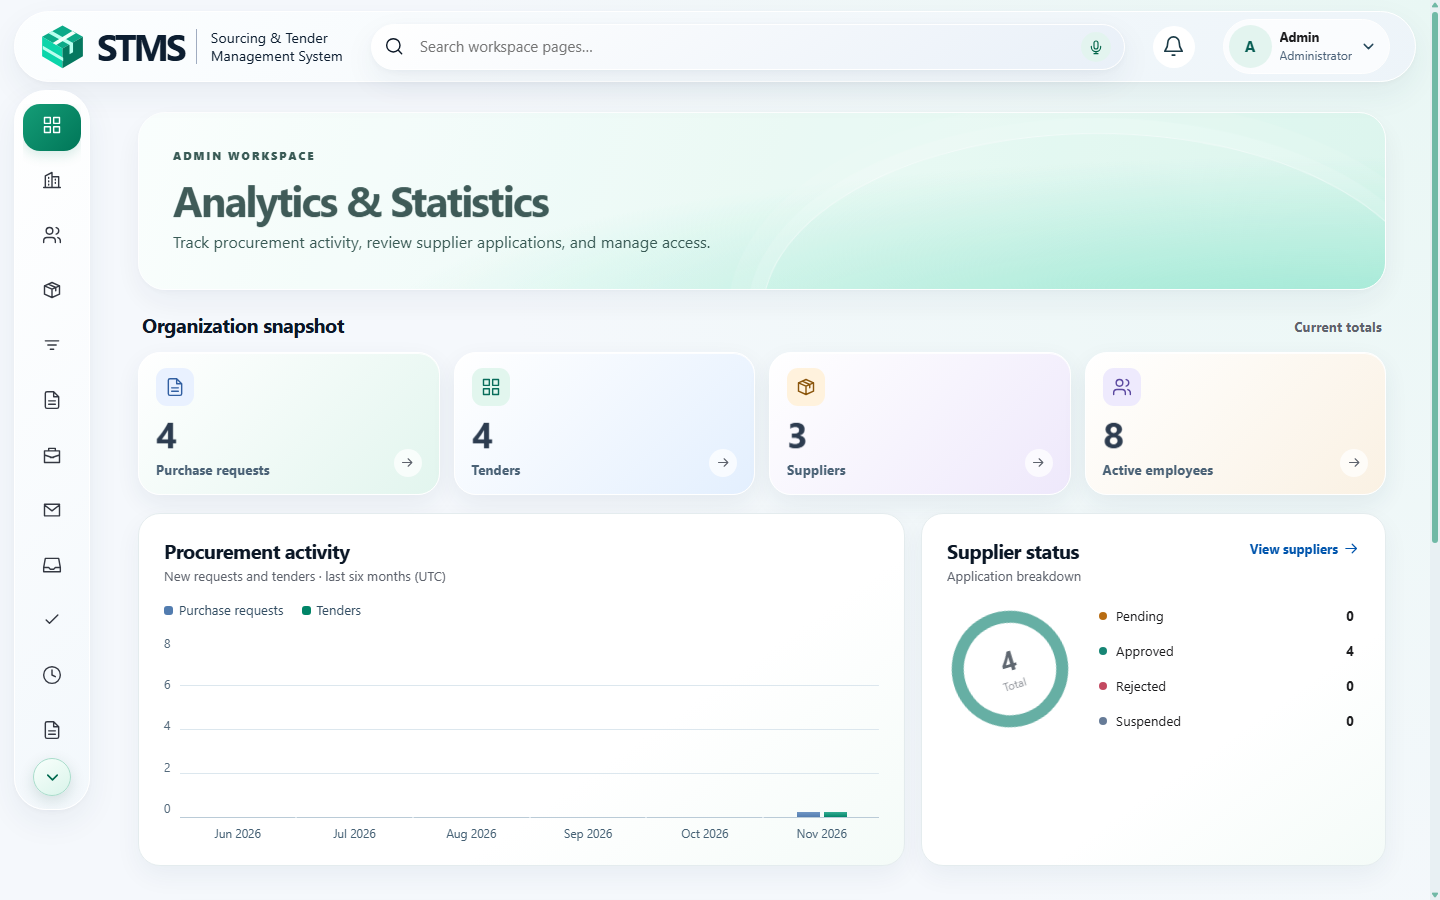 STMS
Sourcing & Tender
Management System
Search workspace pages...
A
Admin
Administrator
ADMIN WORKSPACE
Analytics & Statistics
Track procurement activity, review supplier applications, and manage access.
Organization snapshot
Current totals
4
Purchase requests
4
Tenders
3
Suppliers
8
Active employees
Procurement activity
New requests and tenders · last six months (UTC)
Purchase requests
Tenders
8
6
4
2
0
Jun 2026
Jul 2026
Aug 2026
Sep 2026
Oct 2026
Nov 2026
Supplier status
View suppliers
Application breakdown
4
Total
Pending 0
Approved 4
Rejected 0
Suspended 0